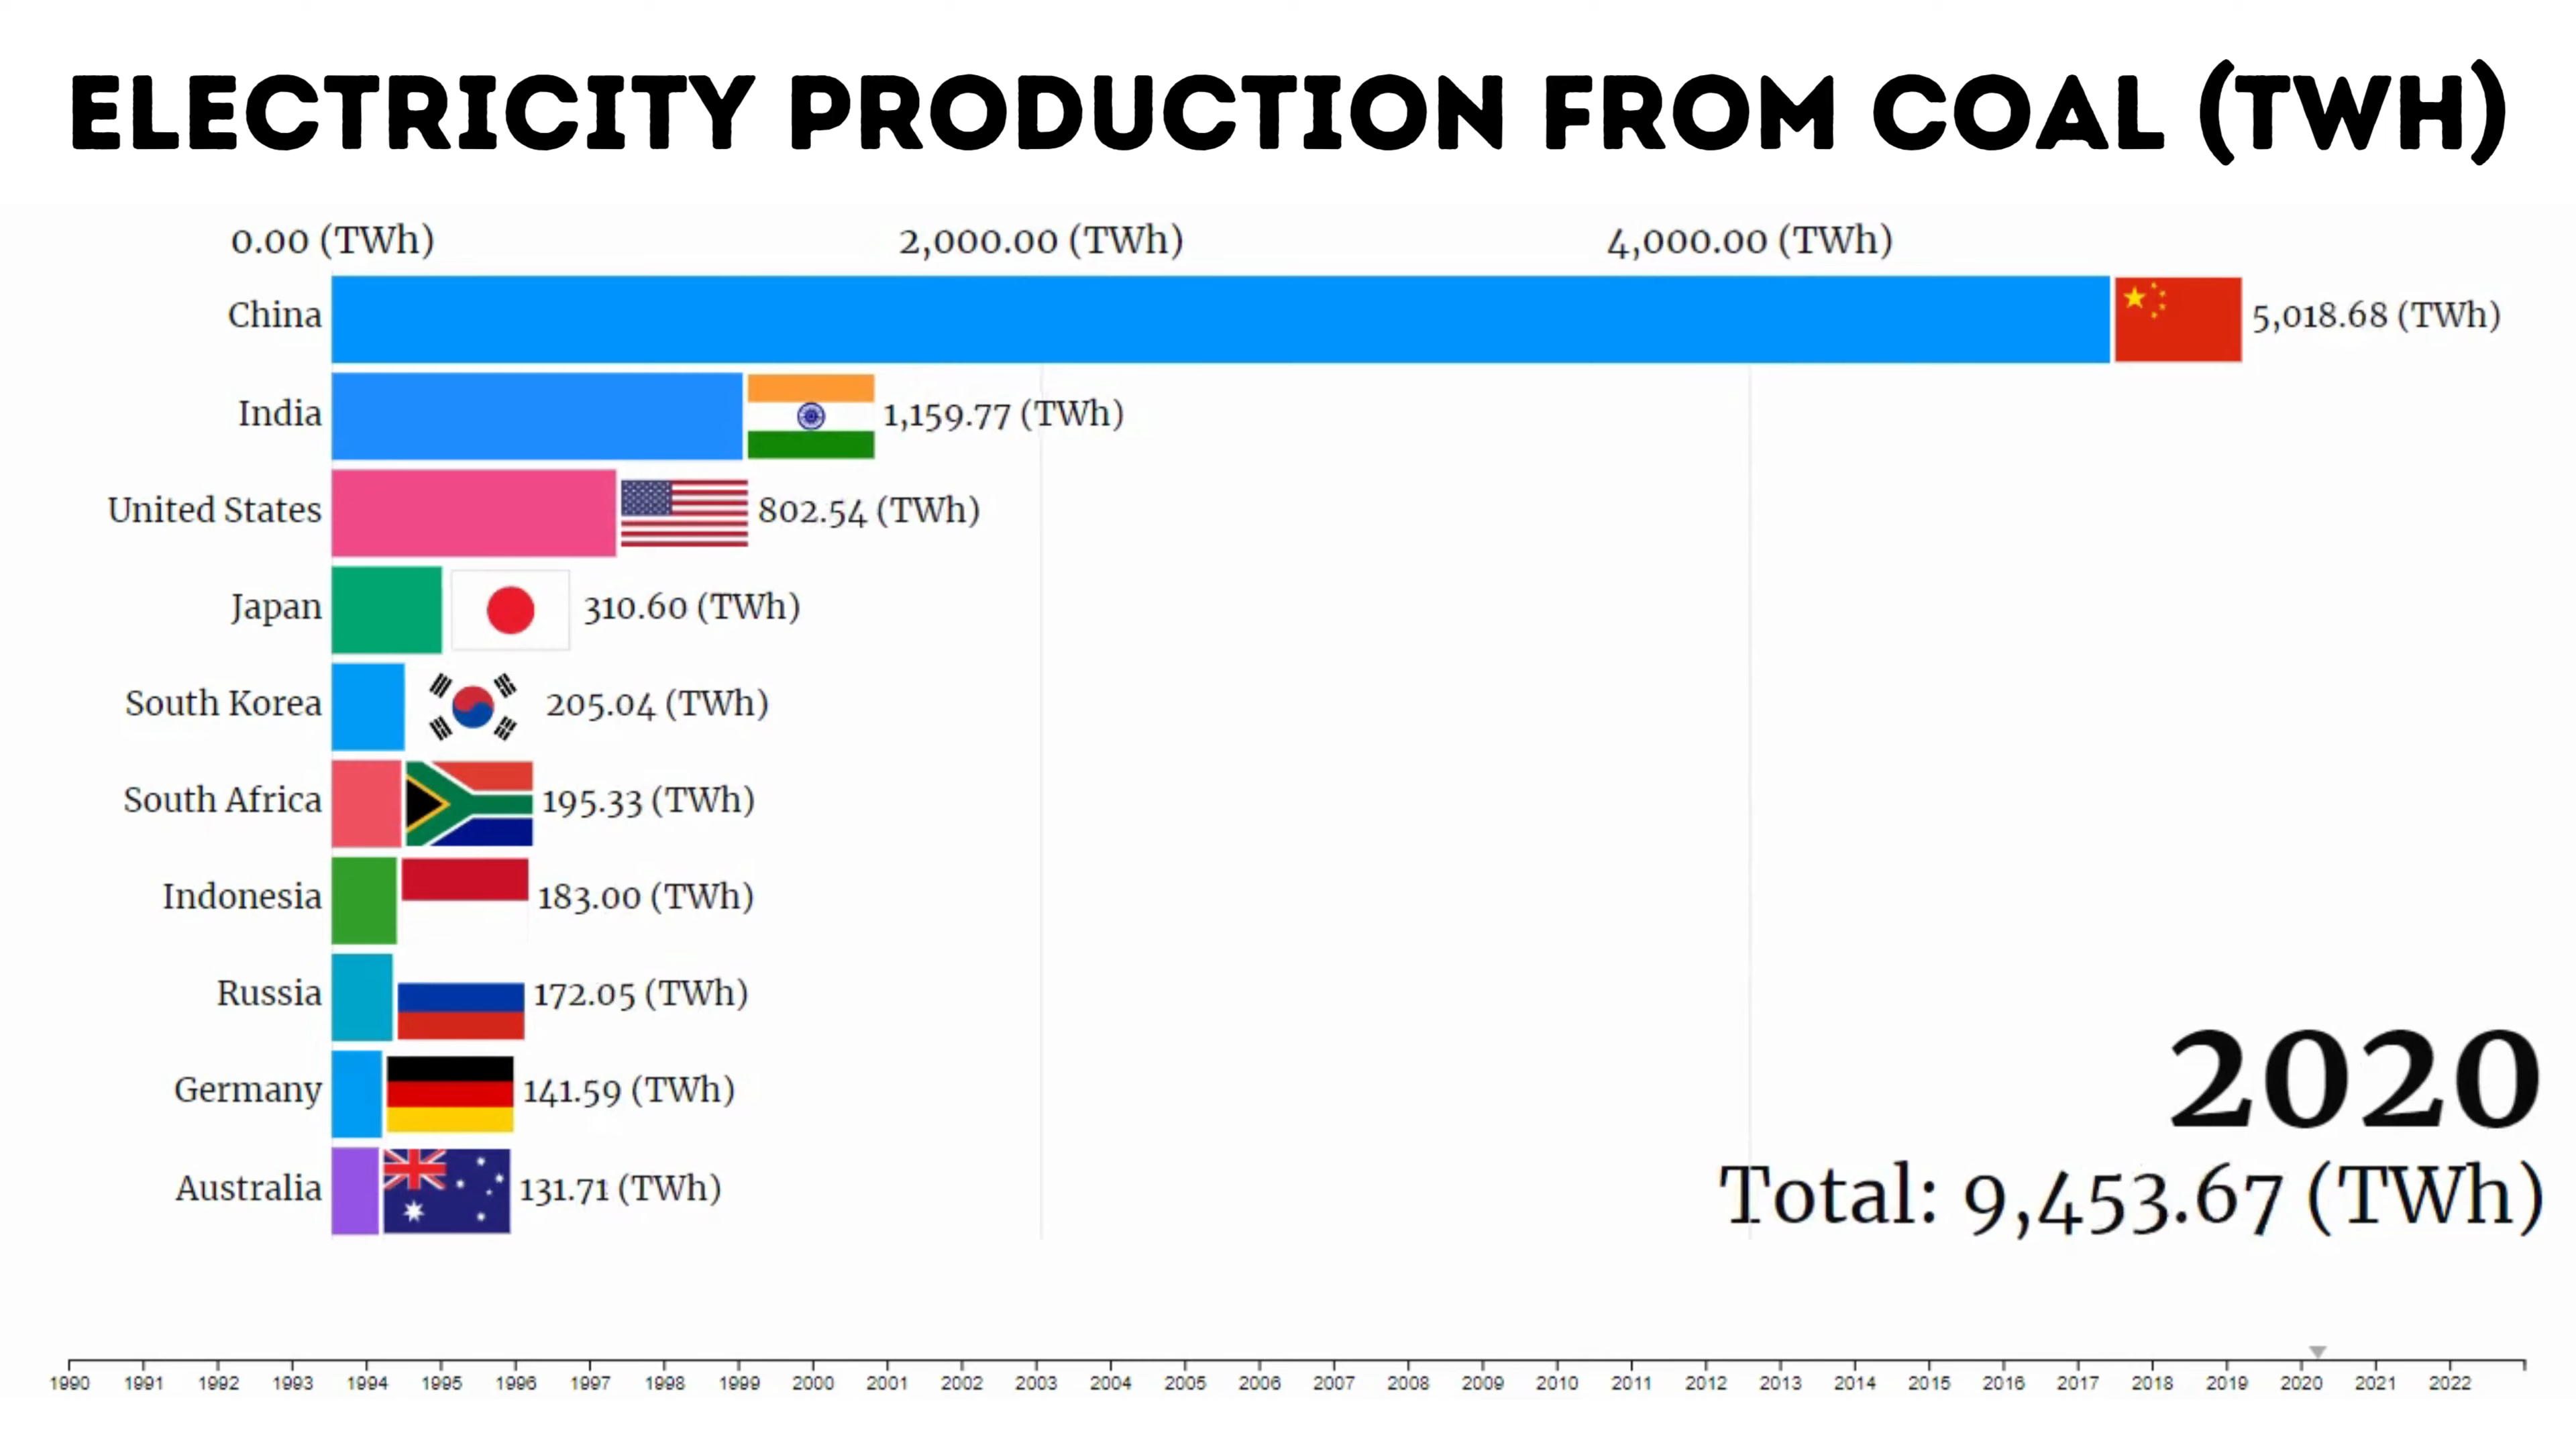 ELECTRICITY PRODUCTION FROM COAL (TWH)
0.00 (TWh) 2,000.00 (TWh) 4,000.00 (TWh)
China 5,018.68 (TWh)
India 1,159.77 (TWh)
United States 802.54 (TWh)
Japan 310.60 (TWh)
South Korea 205.04 (TWh)
South Africa 195.33 (TWh)
Indonesia 183.00 (TWh)
Russia 172.05 (TWh)
Germany 141.59 (TWh)
Australia 131.71 (TWh)
2020
Total: 9,453.67 (TWh)
1990 1991 1992 1993 1994 1995 1996 1997 1998 1999 2000 2001 2002 2003 2004 2005 2006 2007 2008 2009 2010 2011 2012 2013 2014 2015 2016 2017 2018 2019 2020 2021 2022